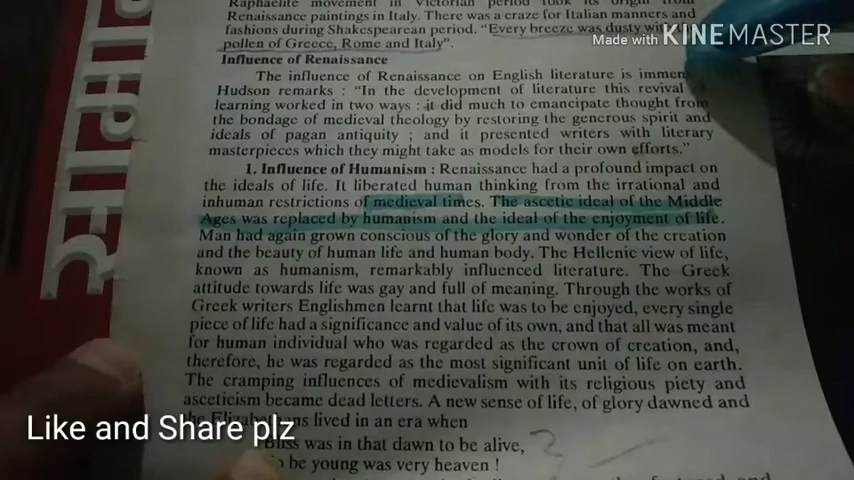 Raphaelite movement in Victorian period took its origin from
Renaissance paintings in Italy. There was a craze for Italian manners and
fashions during Shakespearean period. "Every breeze was dusty with
pollen of Greece, Rome and Italy".
Made with KINEMASTER
Influence of Renaissance
The influence of Renaissance on English literature is immen
Hudson remarks : "In the development of literature this revival
learning worked in two ways : it did much to emancipate thought from
the bondage of medieval theology by restoring the generous spirit and
ideals of pagan antiquity ; and it presented writers with literary
masterpieces which they might take as models for their own efforts."
1. Influence of Humanism : Renaissance had a profound impact on
the ideals of life. It liberated human thinking from the irrational and
inhuman restrictions of medieval times. The ascetic ideal of the Middle
Ages was replaced by humanism and the ideal of the enjoyment of life.
Man had again grown conscious of the glory and wonder of the creation
and the beauty of human life and human body. The Hellenic view of life,
known as humanism, remarkably influenced literature. The Greek
attitude towards life was gay and full of meaning. Through the works of
Greek writers Englishmen learnt that life was to be enjoyed, every single
piece of life had a significance and value of its own, and that all was meant
for human individual who was regarded as the crown of creation, and,
therefore, he was regarded as the most significant unit of life on earth.
The cramping influences of medievalism with its religious piety and
asceticism became dead letters. A new sense of life, of glory dawned and
the Elizabethans lived in an era when
Like and Share plz
Bliss was in that dawn to be alive,
be young was very heaven !